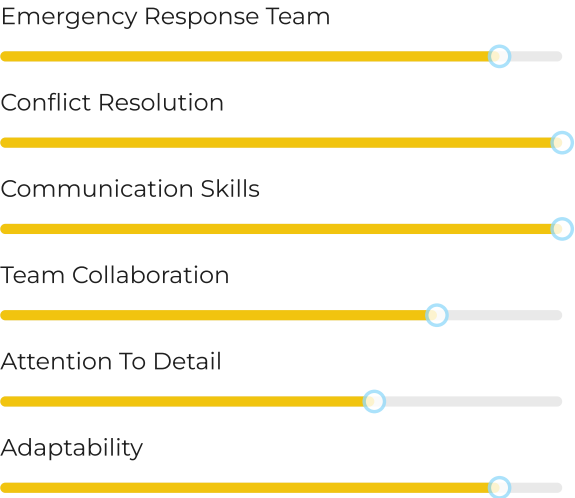 Emergency Response Team
Conflict Resolution
Communication Skills
Team Collaboration
Attention To Detail
Adaptability